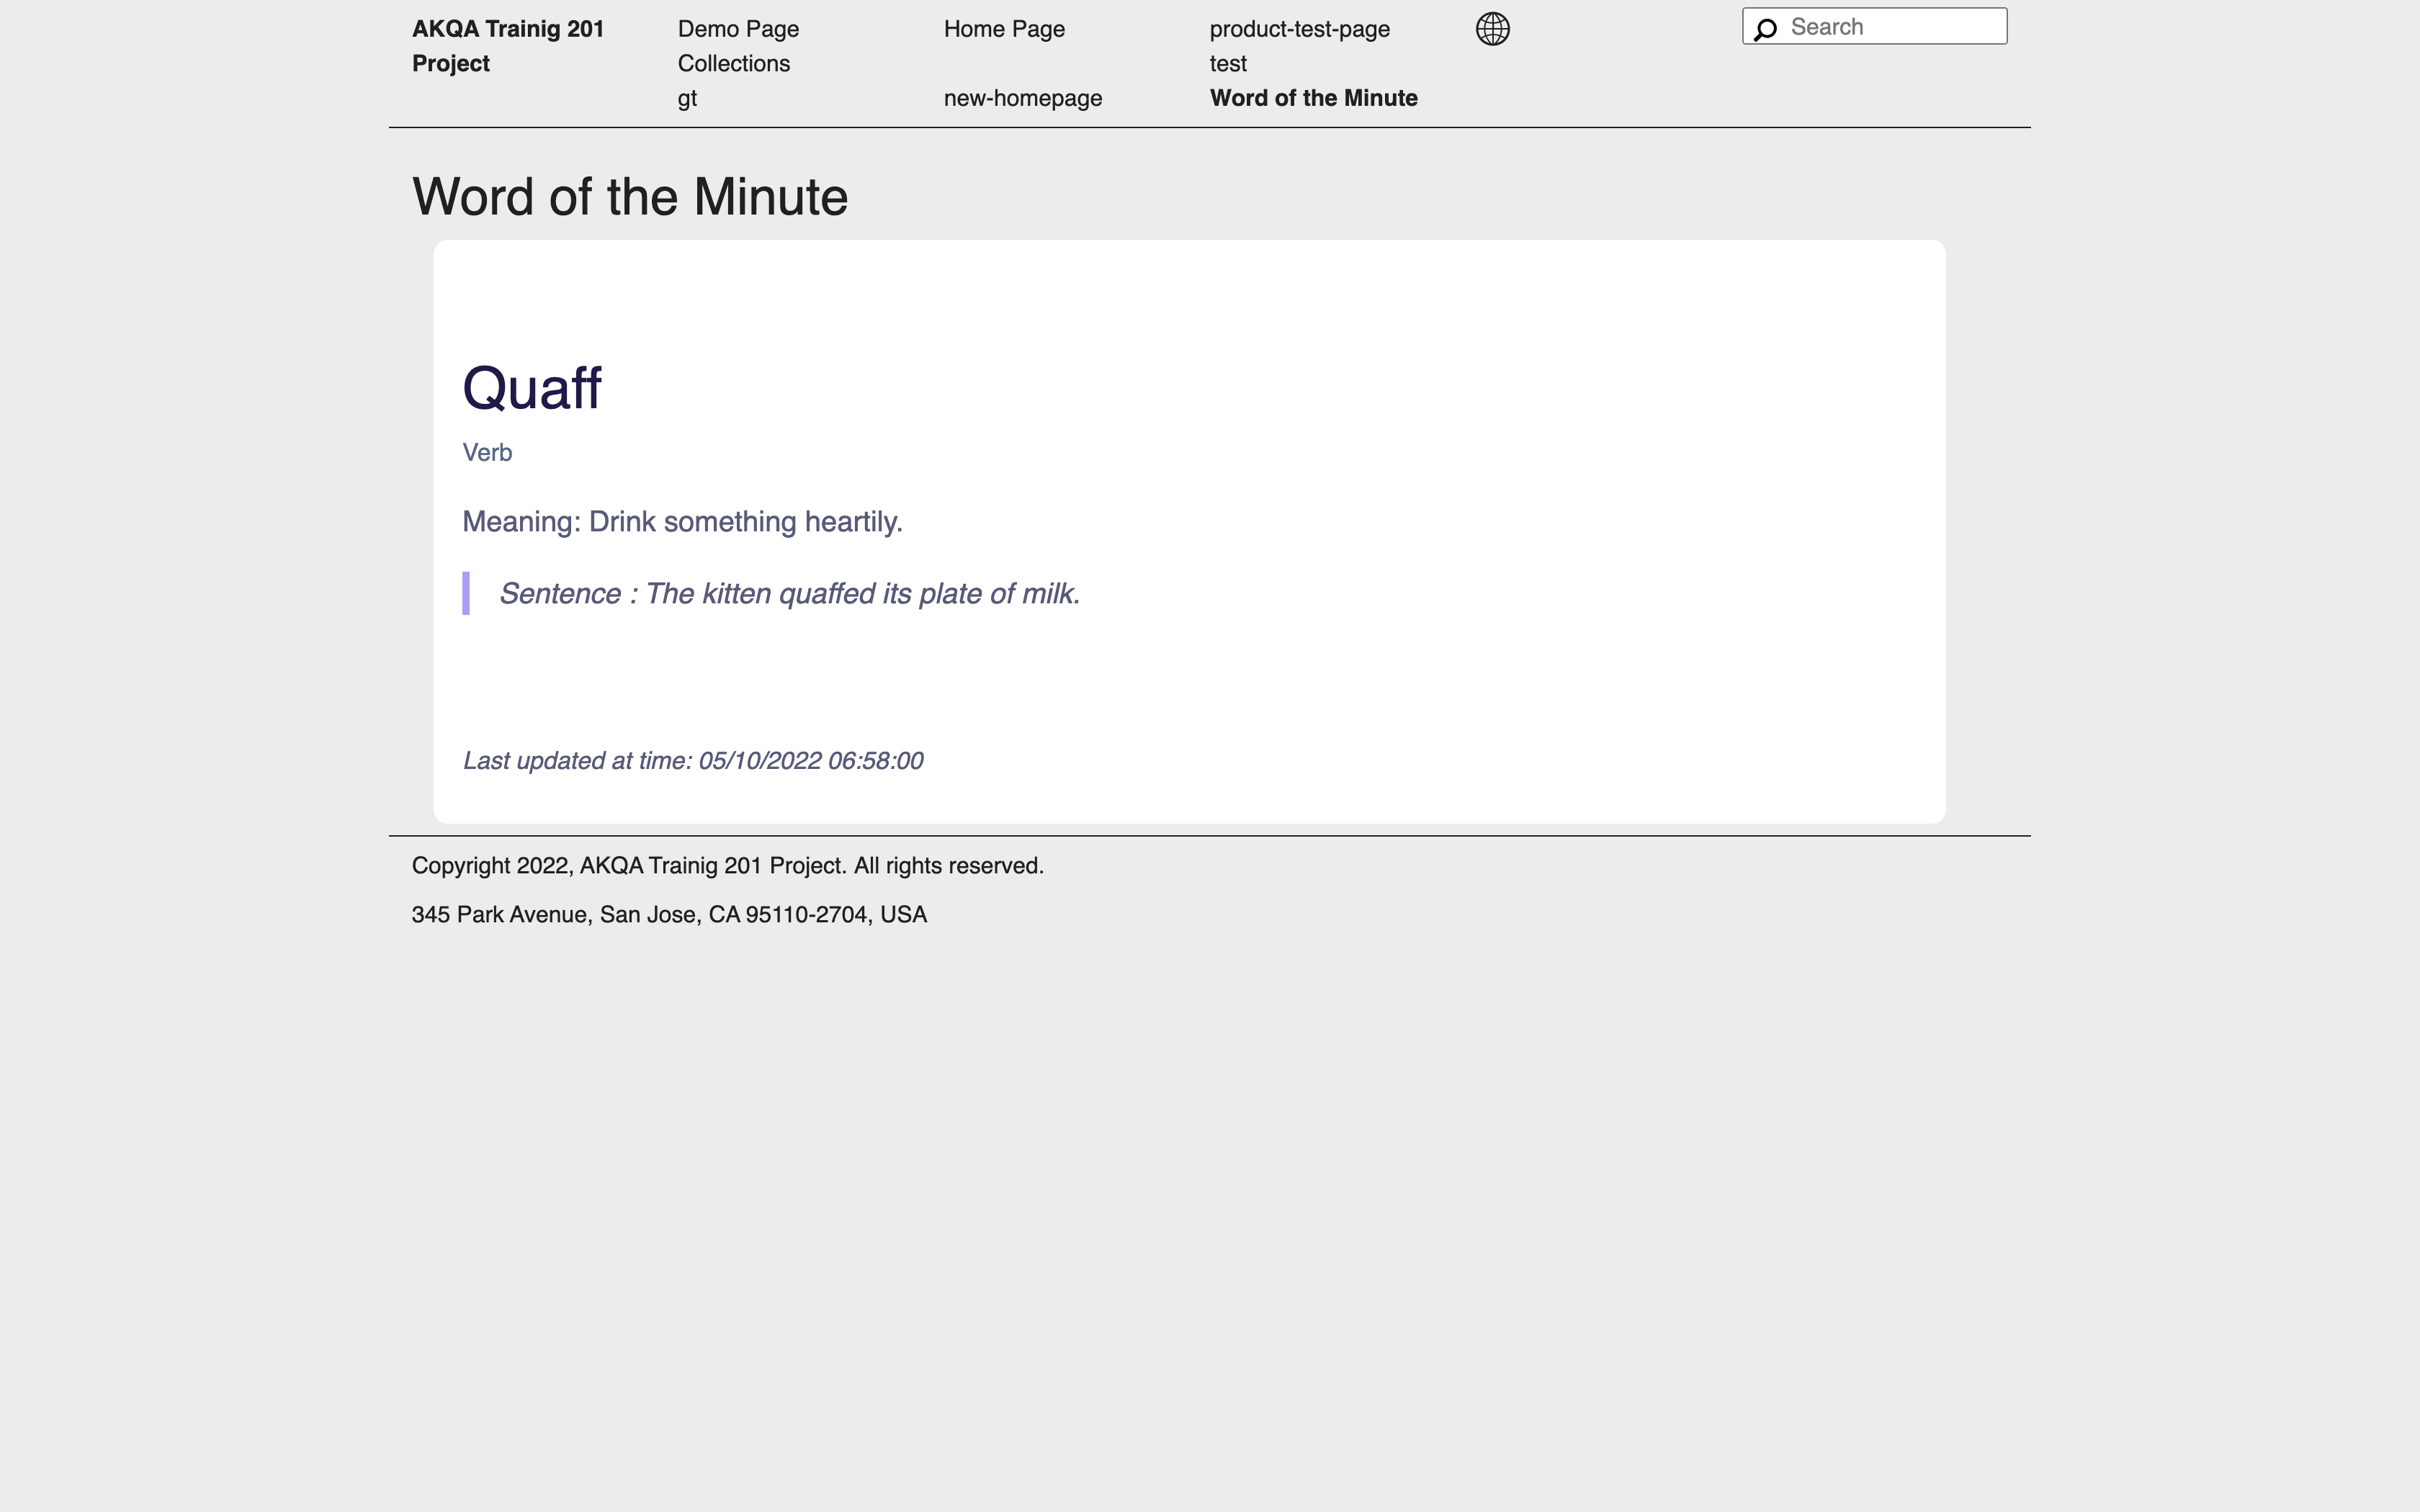 AKQA Trainig 201 Project
Demo Page
Home Page
product-test-page
Search
Collections
test
gt
new-homepage
Word of the Minute
Word of the Minute
Quaff
Verb
Meaning: Drink something heartily.
Sentence : The kitten quaffed its plate of milk.
Last updated at time: 05/10/2022 06:58:00
Copyright 2022, AKQA Trainig 201 Project. All rights reserved.
345 Park Avenue, San Jose, CA 95110-2704, USA